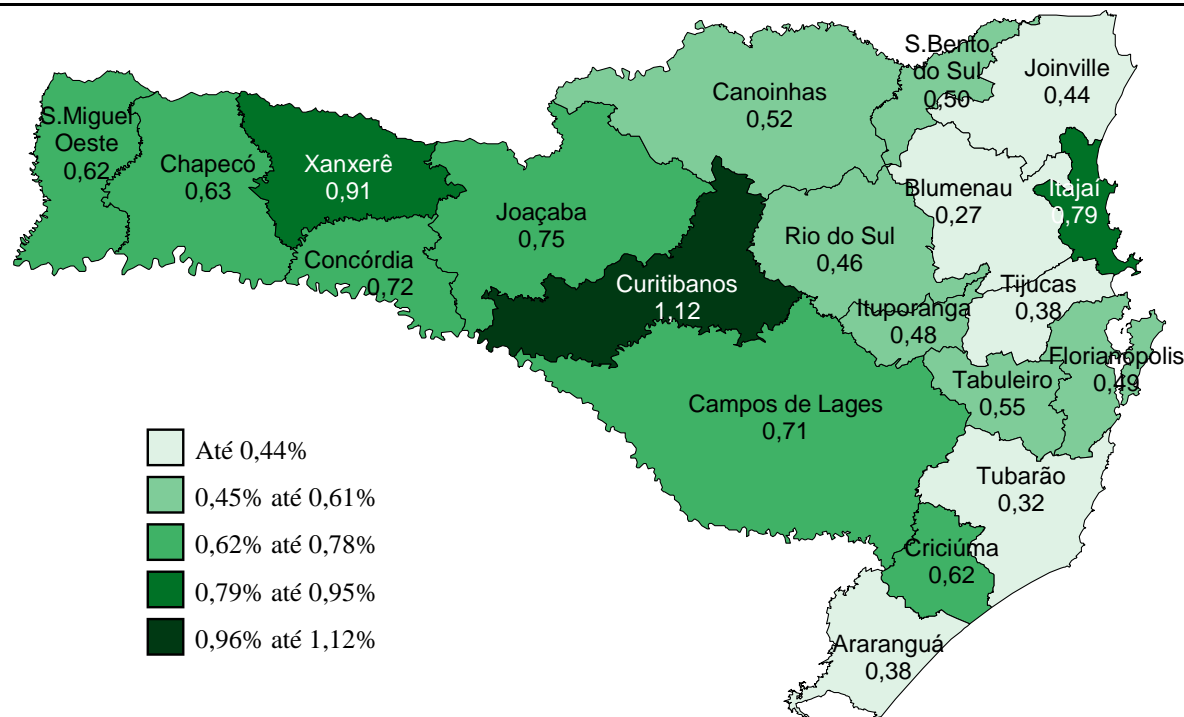 S.Bento
do Sul
0,50
Joinville
0,44
Canoinhas
0,52
S.Miguel
Oeste
0,62
Chapecó
0,63
Xanxerê
0,91
Blumenau
0,27
Itajaí
0,79
Joaçaba
0,75
Rio do Sul
0,46
Concórdia
0,72
Curitibanos
1,12
Tijucas
0,38
Ituporanga
0,48
Florianópolis
0,49
Tabuleiro
0,55
Campos de Lages
0,71
Tubarão
0,32
Criciúma
0,62
Araranguá
0,38
Até 0,44%
0,45% até 0,61%
0,62% até 0,78%
0,79% até 0,95%
0,96% até 1,12%